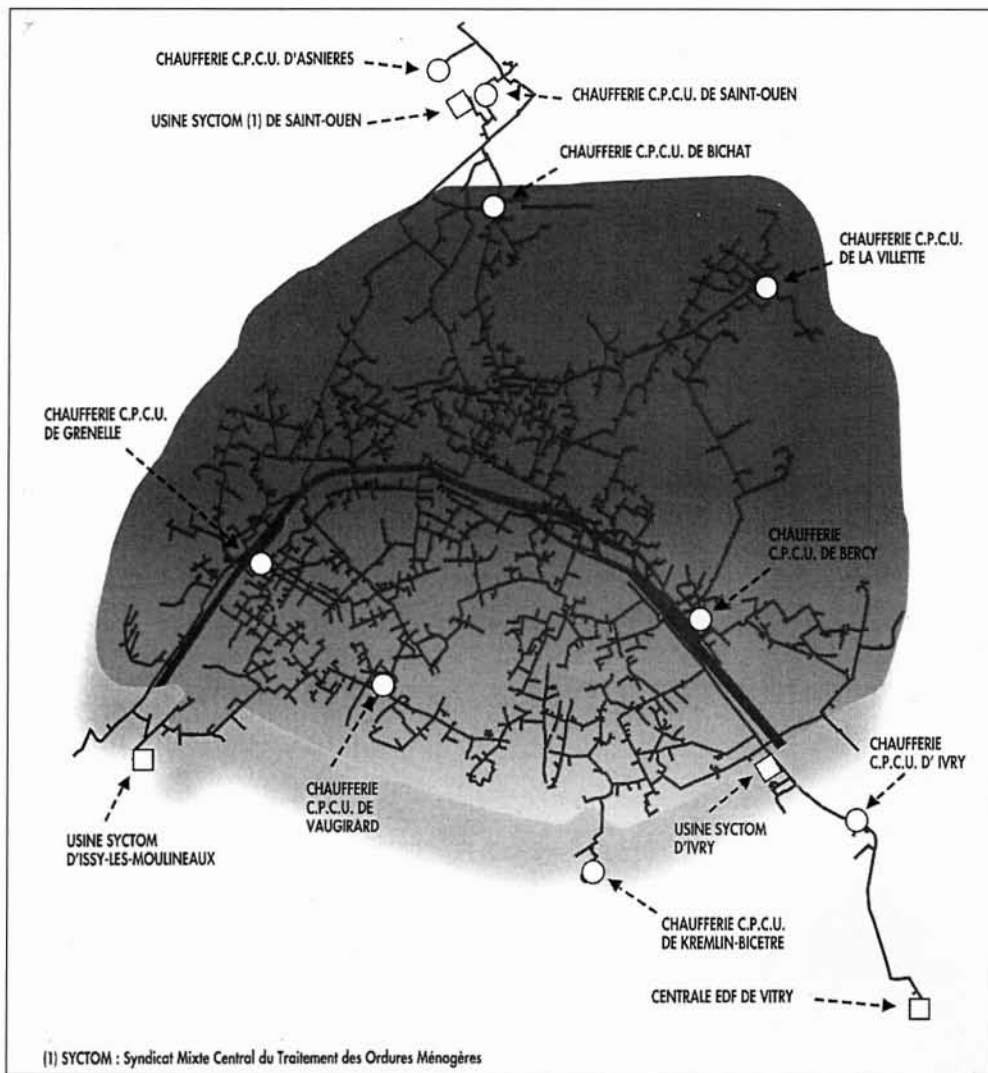 CHAUFFERIE C.P.C.U. D'ASNIERES
CHAUFFERIE C.P.C.U. DE SAINT-OUEN
USINE SYCTOM (1) DE SAINT-OUEN
CHAUFFERIE C.P.C.U. DE BICHAT
CHAUFFERIE C.P.C.U.
DE LA VILLETTE
CHAUFFERIE C.P.C.U.
DE GRENELLE
CHAUFFERIE
C.P.C.U. DE BERCY
CHAUFFERIE
C.P.C.U. D' IVRY
CHAUFFERIE
C.P.C.U. DE
VAUGIRARD
USINE SYCTOM
D'IVRY
USINE SYCTOM
D'ISSY-LES-MOULINEAUX
CHAUFFERIE C.P.C.U.
DE KREMLIN-BICETRE
CENTRALE EDF DE VITRY
(1) SYCTOM : Syndicat Mixte Central du Traitement des Ordures Ménagères